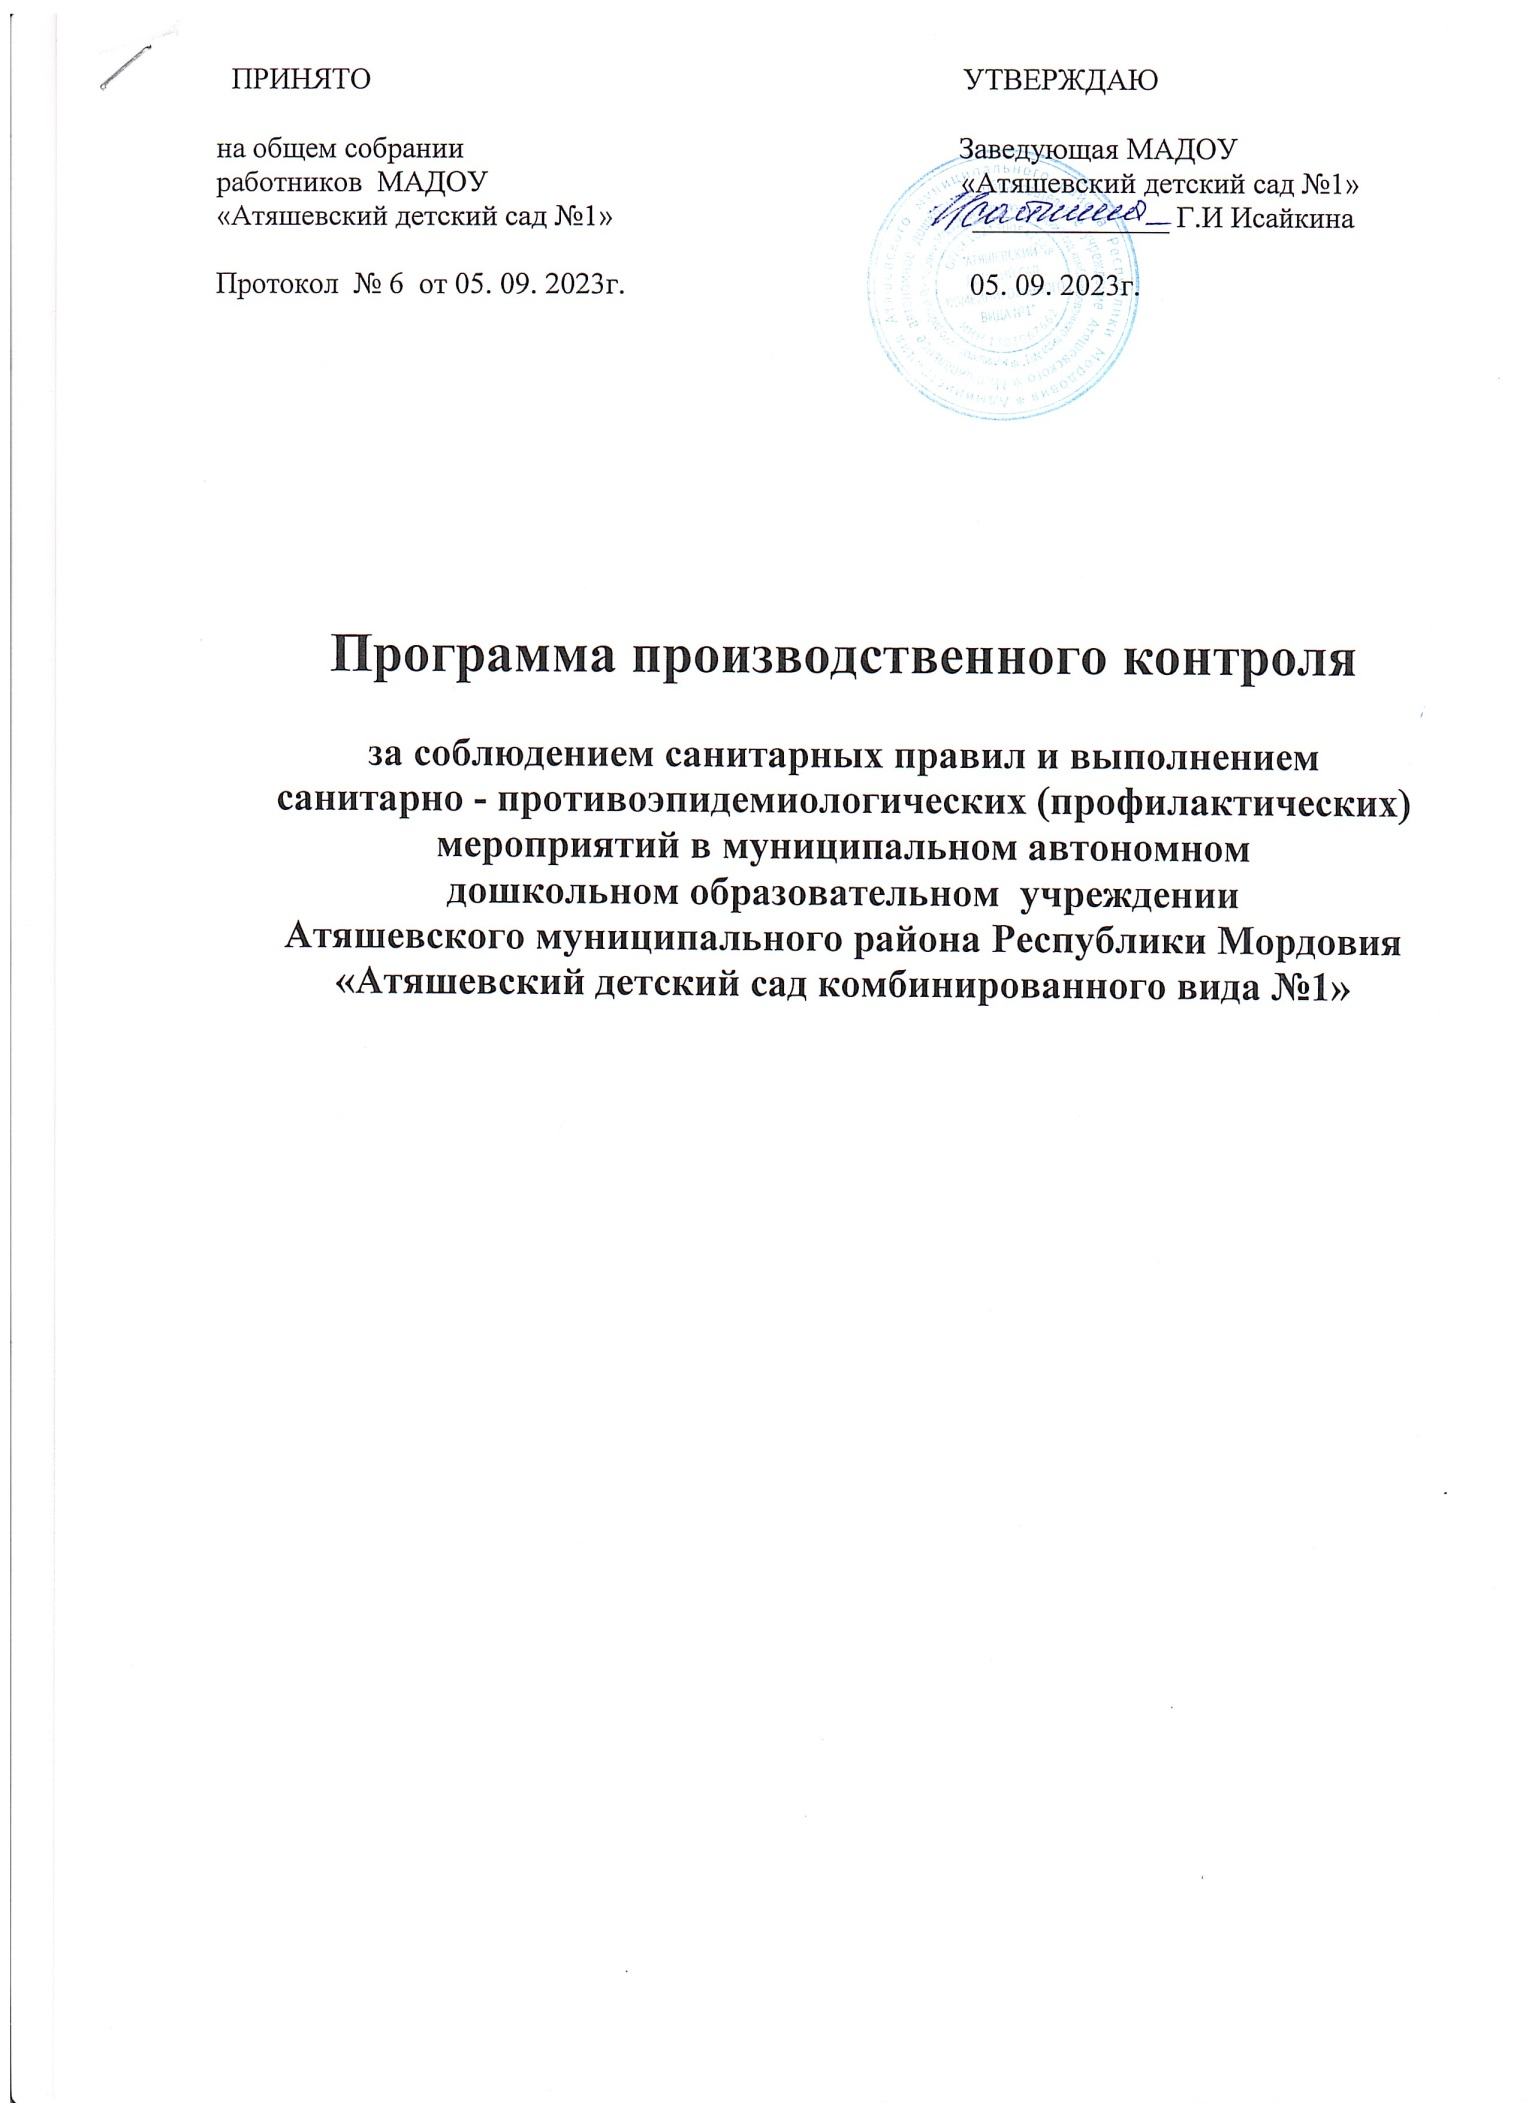 ПРИНЯТО
на общем собрании
работников МАДОУ
«Атяшевский детский сад №1»
Протокол № 6 от 05. 09. 2023г.
УТВЕРЖДАЮ
Заведующая МАДОУ
«Атяшевский детский сад №1»
Г.И Исайкина
05. 09. 2023г.
Программа производственного контроля
за соблюдением санитарных правил и выполнением
санитарно - противоэпидемиологических (профилактических)
мероприятий в муниципальном автономном
дошкольном образовательном учреждении
Атяшевского муниципального района Республики Мордовия
«Атяшевский детский сад комбинированного вида №1»